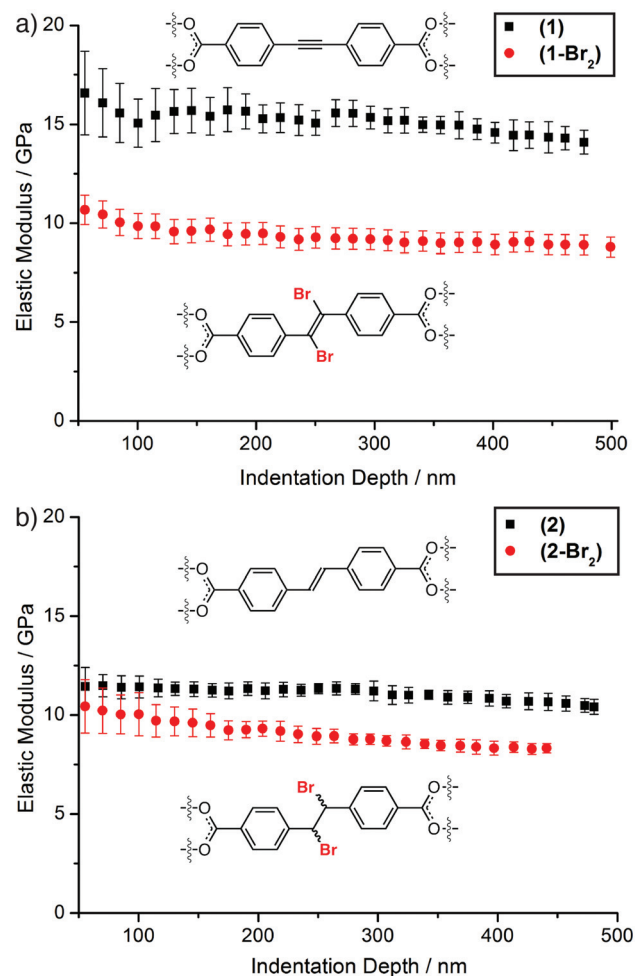 a)
(1)
(1-Br2)
O O
O O
20
15
10
5
0
Elastic Modulus / GPa
Br
O O
O O
Br
100 200 300 400 500
Indentation Depth / nm
b)
(2)
(2-Br2)
O O
O O
20
15
10
5
0
Elastic Modulus / GPa
Br
O O
O O
Br
100 200 300 400 500
Indentation Depth / nm